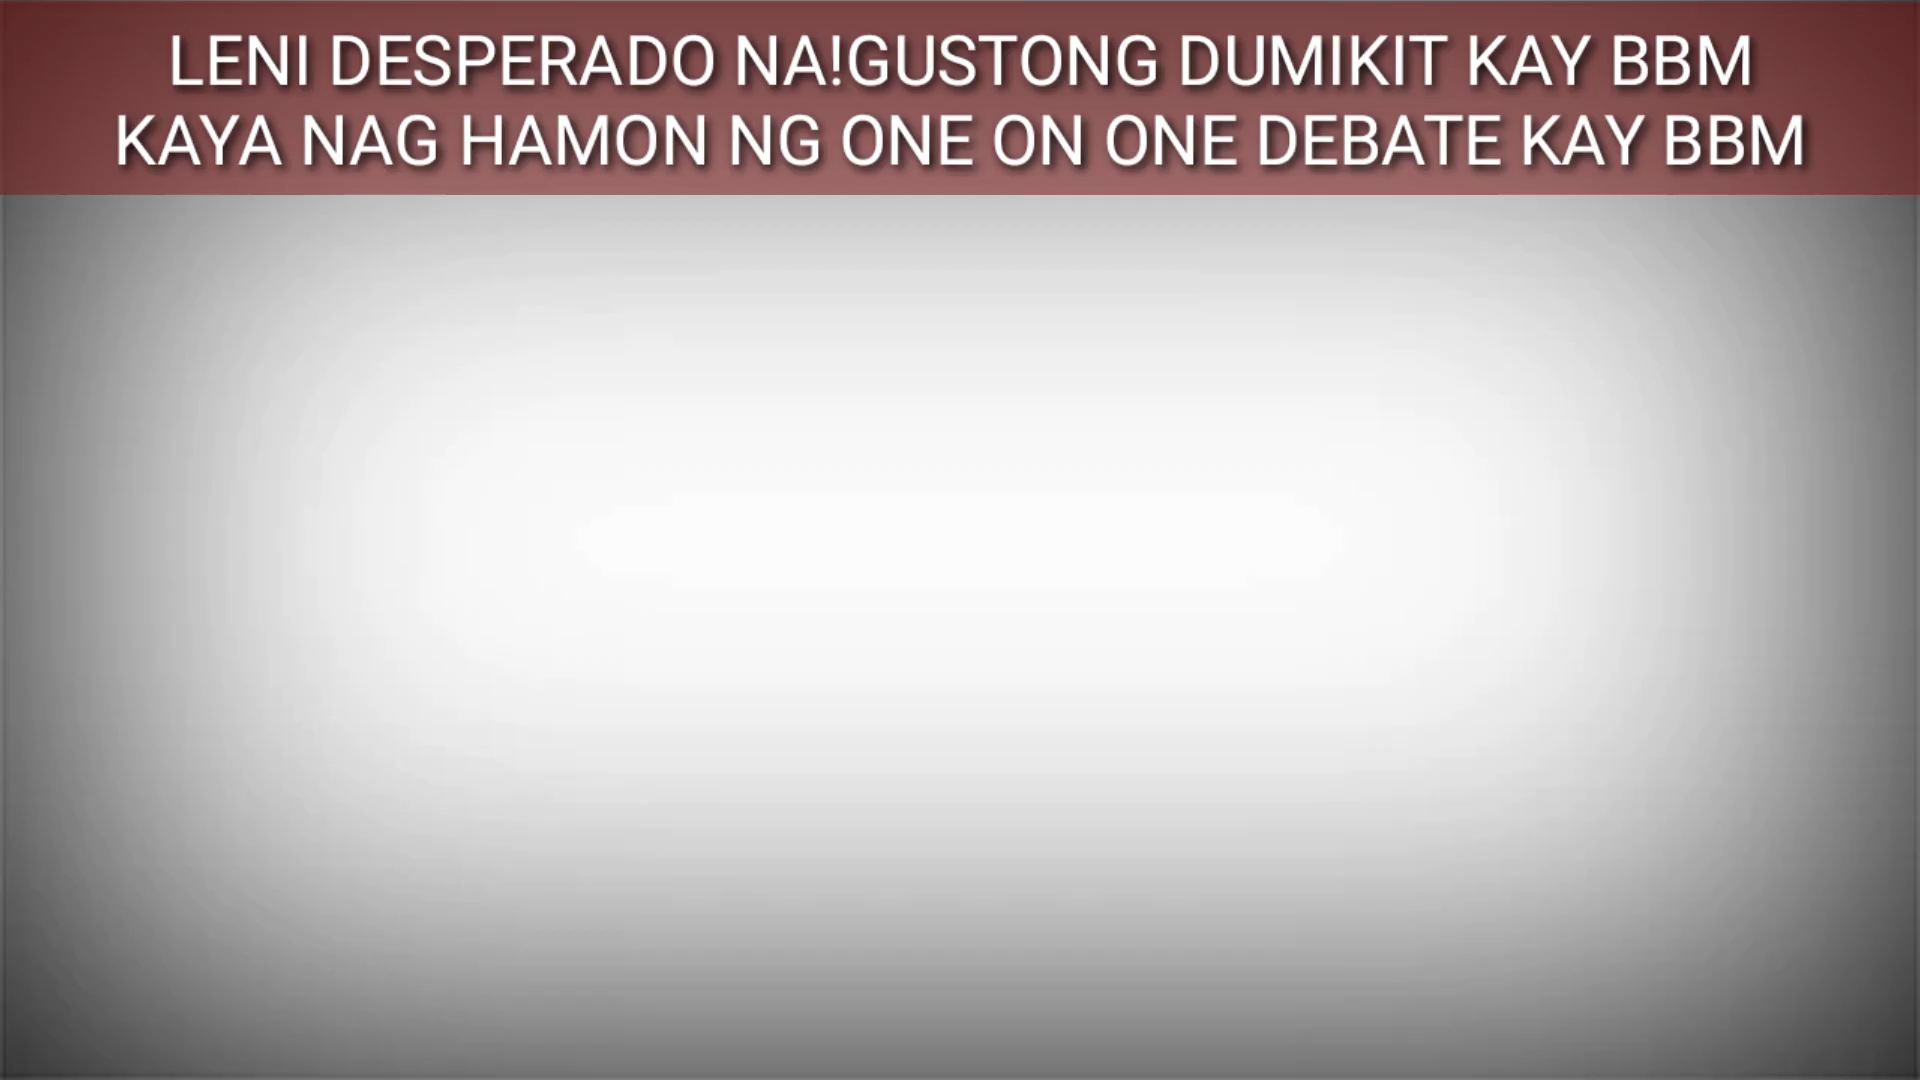 LENI DESPERADO NA!GUSTONG DUMIKIT KAY BBM
KAYA NAG HAMON NG ONE ON ONE DEBATE KAY BBM